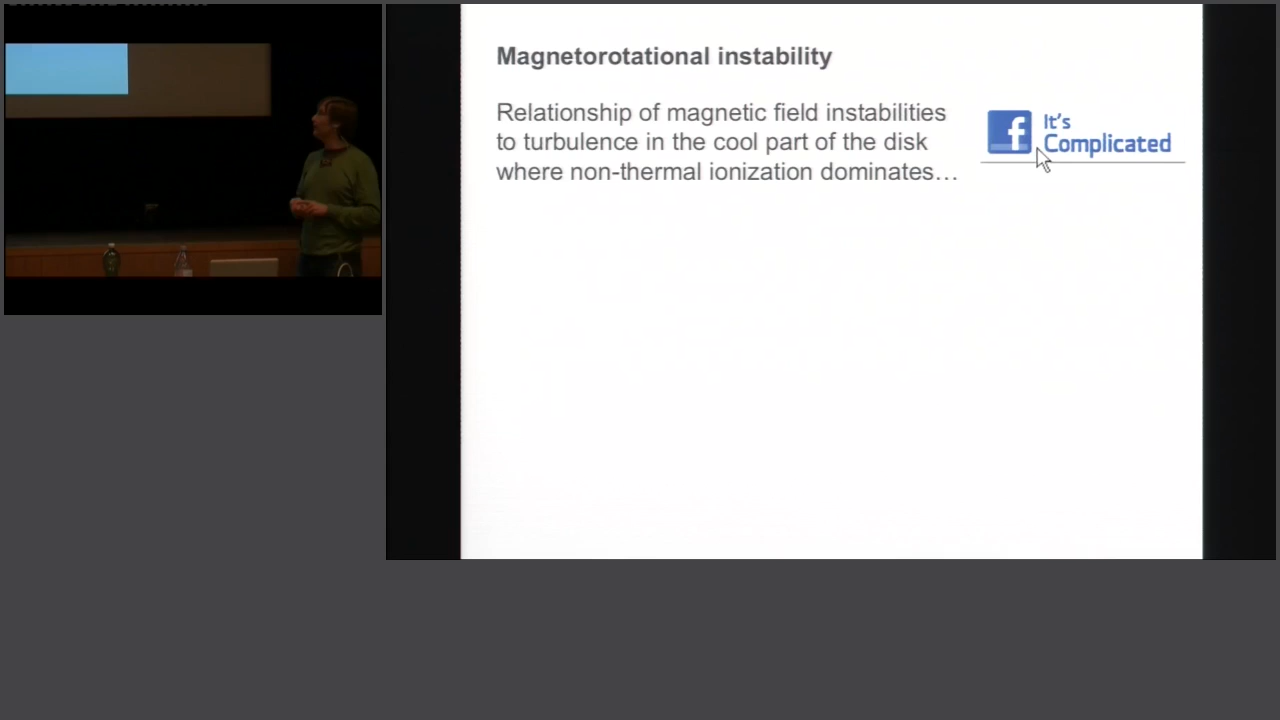 Magnetorotational instability
Relationship of magnetic field instabilities
to turbulence in the cool part of the disk
where non-thermal ionization dominates…
f It's
Complicated